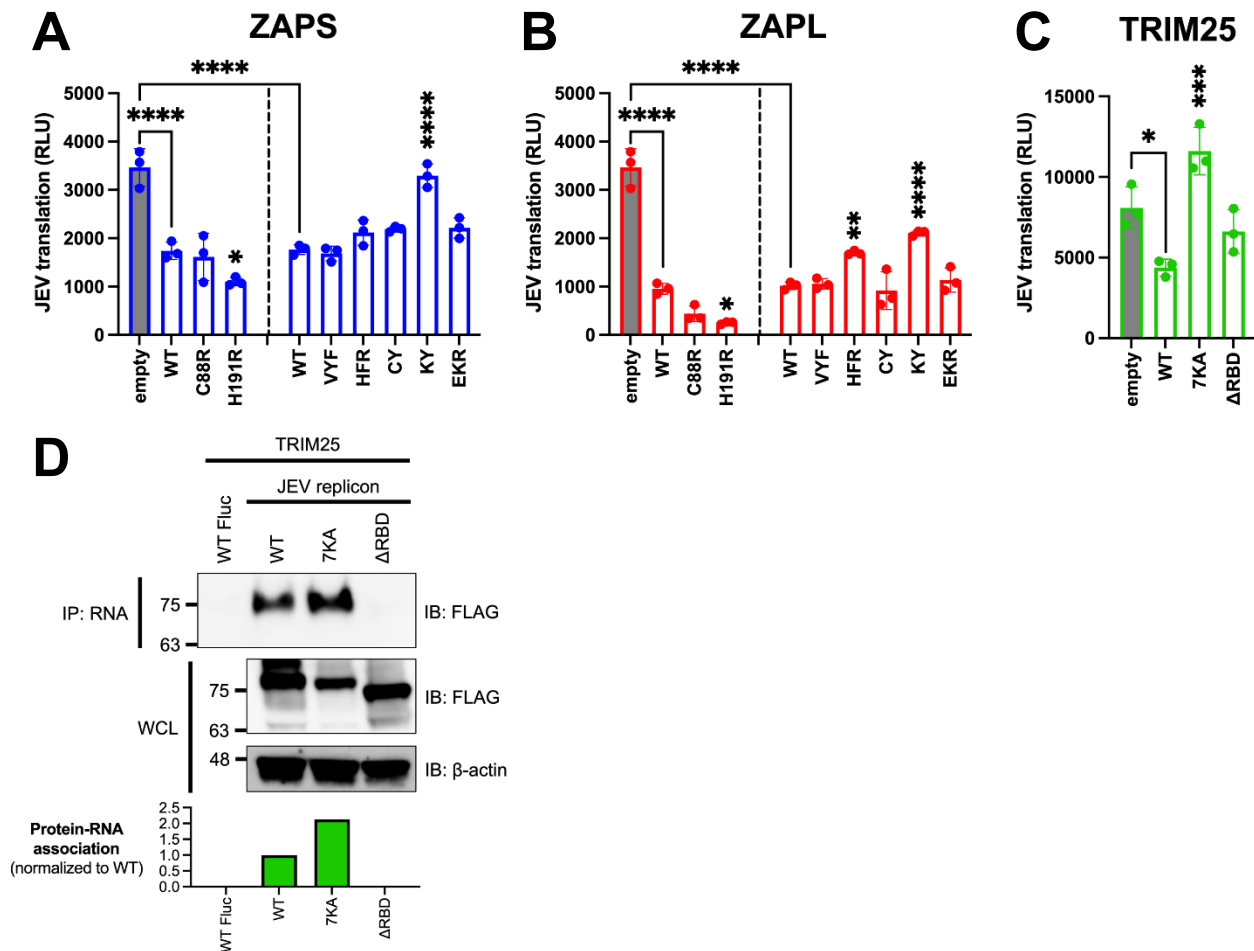 A
ZAPS
****
****
****
*
JEV translation (RLU)
5000
4000
3000
2000
1000
0
empty
WT
C88R
H191R
WT
VYF
HFR
CY
KY
EKR
B
ZAPL
****
****
****
**
*
JEV translation (RLU)
5000
4000
3000
2000
1000
0
empty
WT
C88R
H191R
WT
VYF
HFR
CY
KY
EKR
C
TRIM25
***
*
JEV translation (RLU)
15000
10000
5000
0
empty
WT
7KA
ΔRBD
D
TRIM25
JEV replicon
WT Fluc
WT
7KA
ΔRBD
IP: RNA
75
63
IB: FLAG
WCL
75
63
IB: FLAG
48
IB: β-actin
Protein-RNA
association
(normalized to WT)
2.5
2.0
1.5
1.0
0.5
0.0
WT Fluc
WT
7KA
ΔRBD